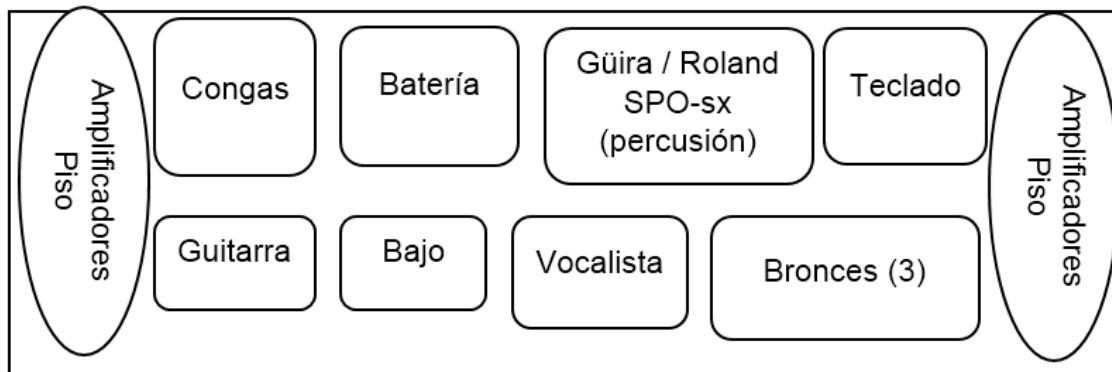 Amplificadores
Piso
Congas
Batería
Güira / Roland
SPO-sx
(percusión)
Teclado
Amplificadores
Piso
Guitarra
Bajo
Vocalista
Bronces (3)